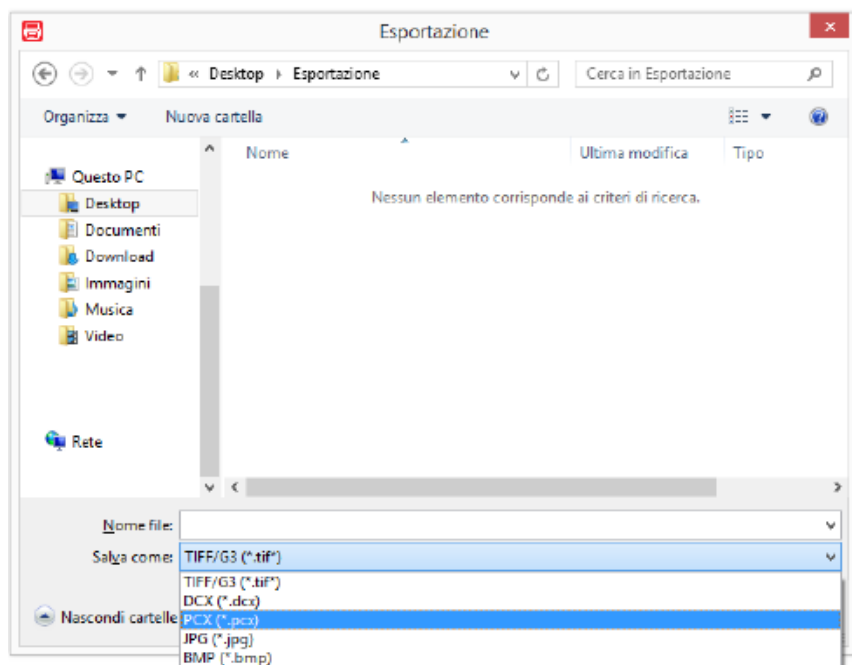 Esportazione
« Desktop Esportazione
Cerca in Esportazione
Organizza
Nuova cartella
Nome
Ultima modifica
Tipo
Nessun elemento corrisponde ai criteri di ricerca.
Questo PC
Desktop
Documenti
Download
Immagini
Musica
Video
Rete
Nome file:
Salva come: TIFF/G3 (*.tif*)
TIFF/G3 (*.tif*)
DCX (*.dcx)
PCX (*.pcx)
JPG (*.jpg)
BMP (*.bmp)
Nascondi cartelle